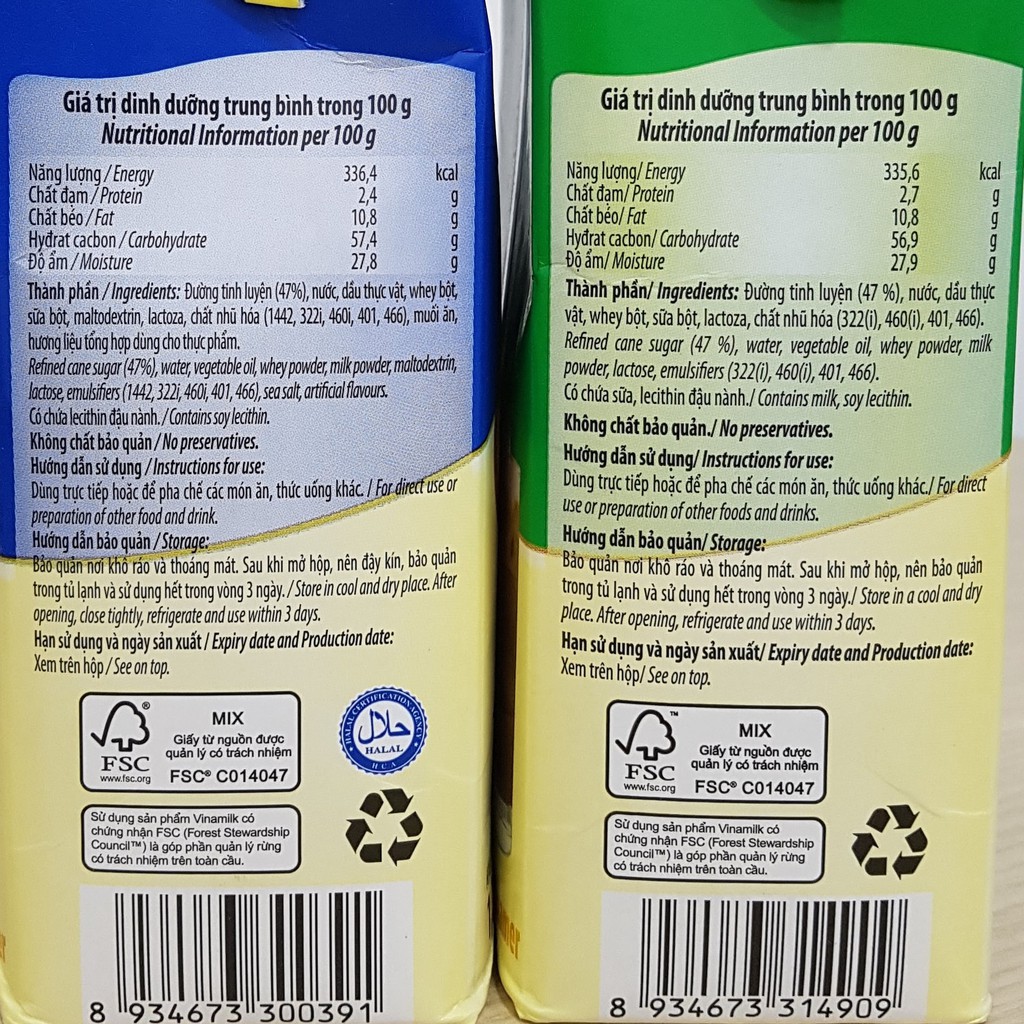 Giá trị dinh dưỡng trung bình trong 100 g
Nutritional Information per 100 g
Năng lượng / Energy 336,4 kcal
Chất đạm / Protein 2,4 g
Chất béo / Fat 10,8 g
Hyđrat cacbon / Carbohydrate 57,4 g
Độ ẩm / Moisture 27,8 g
Thành phần / Ingredients: Đường tinh luyện (47%), nước, dầu thực vật, whey bột,
sữa bột, maltodextrin, lactoza, chất nhũ hóa (1442, 322i, 460i, 401, 466), muối ăn,
hương liệu tổng hợp dùng cho thực phẩm.
Refined cane sugar (47%), water, vegetable oil, whey powder, milk powder, maltodextrin,
lactose, emulsifiers (1442, 322i, 460i, 401, 466), sea salt, artificial flavours.
Có chứa lecithin đậu nành. / Contains soy lecithin.
Không chất bảo quản / No preservatives.
Hướng dẫn sử dụng / Instructions for use:
Dùng trực tiếp hoặc để pha chế các món ăn, thức uống khác. / For direct use or
preparation of other food and drink.
Hướng dẫn bảo quản / Storage:
Bảo quản nơi khô ráo và thoáng mát. Sau khi mở hộp, nên đậy kín, bảo quản
trong tủ lạnh và sử dụng hết trong vòng 3 ngày. / Store in cool and dry place. After
opening, close tightly, refrigerate and use within 3 days.
Hạn sử dụng và ngày sản xuất / Expiry date and Production date:
Xem trên hộp / See on top.
®
FSC
www.fsc.org
MIX
Giấy từ nguồn được
quản lý có trách nhiệm
FSC® C014047
HALAL CERTIFICATION AGENCY
حلال
HALAL
HCA
Sử dụng sản phẩm Vinamilk có
chứng nhận FSC (Forest Stewardship
Council™) là góp phần quản lý rừng
có trách nhiệm trên toàn cầu.
8 934673 300391
Giá trị dinh dưỡng trung bình trong 100 g
Nutritional Information per 100 g
Năng lượng/ Energy 335,6 kcal
Chất đạm/ Protein 2,7 g
Chất béo/ Fat 10,8 g
Hyđrat cacbon/ Carbohydrate 56,9 g
Độ ẩm/ Moisture 27,9 g
Thành phần/ Ingredients: Đường tinh luyện (47 %), nước, dầu thực
vật, whey bột, sữa bột, lactoza, chất nhũ hóa (322(i), 460(i), 401, 466).
Refined cane sugar (47 %), water, vegetable oil, whey powder, milk
powder, lactose, emulsifiers (322(i), 460(i), 401, 466).
Có chứa sữa, lecithin đậu nành./ Contains milk, soy lecithin.
Không chất bảo quản./ No preservatives.
Hướng dẫn sử dụng/ Instructions for use:
Dùng trực tiếp hoặc để pha chế các món ăn, thức uống khác./ For direct
use or preparation of other foods and drinks.
Hướng dẫn bảo quản/ Storage:
Bảo quản nơi khô ráo và thoáng mát. Sau khi mở hộp, nên bảo quản
trong tủ lạnh và sử dụng hết trong vòng 3 ngày./ Store in a cool and dry
place. After opening, refrigerate and use within 3 days.
Hạn sử dụng và ngày sản xuất/ Expiry date and Production date:
Xem trên hộp/ See on top.
™
FSC
www.fsc.org
MIX
Giấy từ nguồn được
quản lý có trách nhiệm
FSC® C014047
Sử dụng sản phẩm Vinamilk có
chứng nhận FSC (Forest Stewardship
Council™) là góp phần quản lý rừng
có trách nhiệm trên toàn cầu.
8 934673 314909